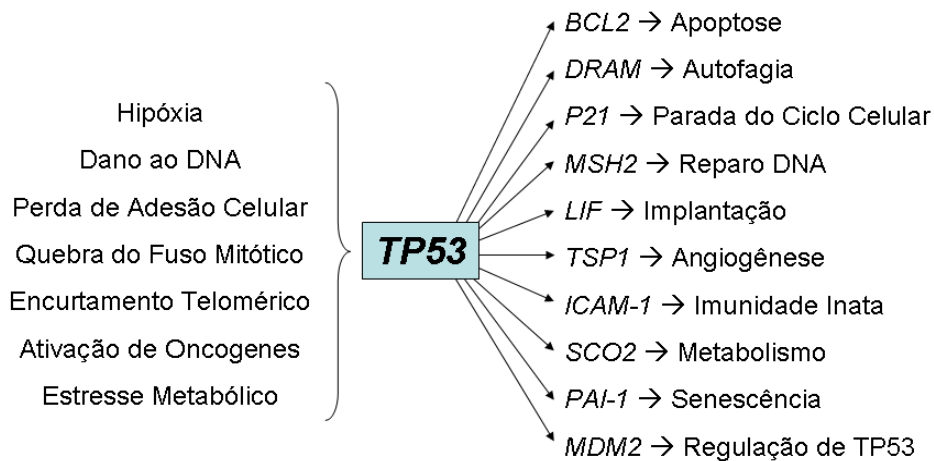 Hipóxia
Dano ao DNA
Perda de Adesão Celular
Quebra do Fuso Mitótico
Encurtamento Telomérico
Ativação de Oncogenes
Estresse Metabólico
TP53
BCL2 → Apoptose
DRAM → Autofagia
P21 → Parada do Ciclo Celular
MSH2 → Reparo DNA
LIF → Implantação
TSP1 → Angiogênese
ICAM-1 → Imunidade Inata
SCO2 → Metabolismo
PAI-1 → Senescência
MDM2 → Regulação de TP53